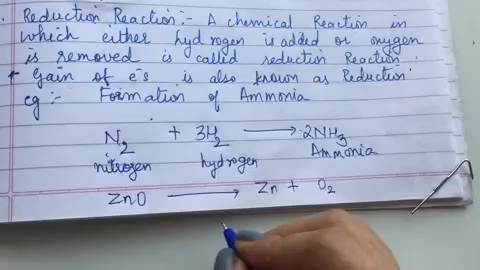 Reduction Reaction :- A chemical Reaction in
which either hydrogen is added or oxygen
is removed is called reduction Reaction.
Gain of e⁻s is also known as Reduction
eg :- Formation of Ammonia
N₂ + 3H₂ → 2NH₃
nitrogen hydrogen Ammonia
ZnO → Zn + O₂